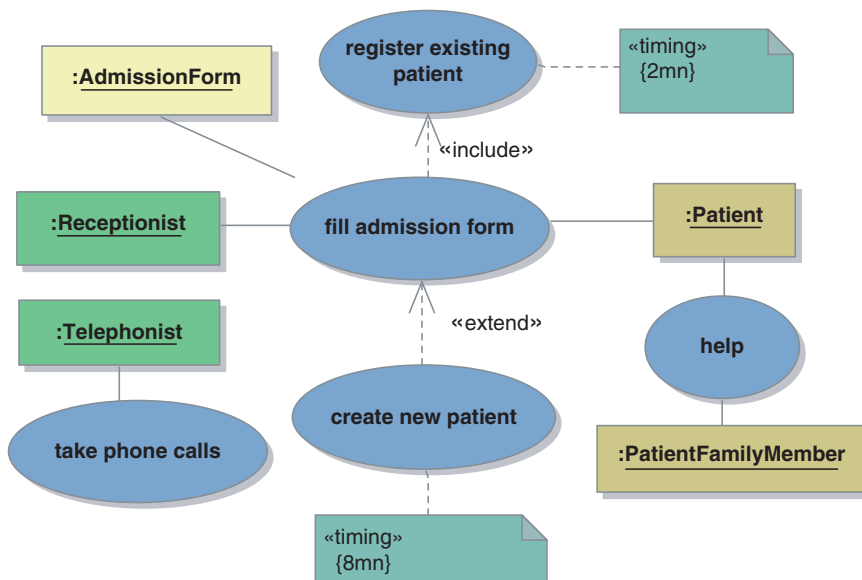 register existing
patient
«timing»
{2mn}
:AdmissionForm
«include»
:Receptionist
fill admission form
:Patient
:Telephonist
«extend»
help
create new patient
take phone calls
:PatientFamilyMember
«timing»
{8mn}